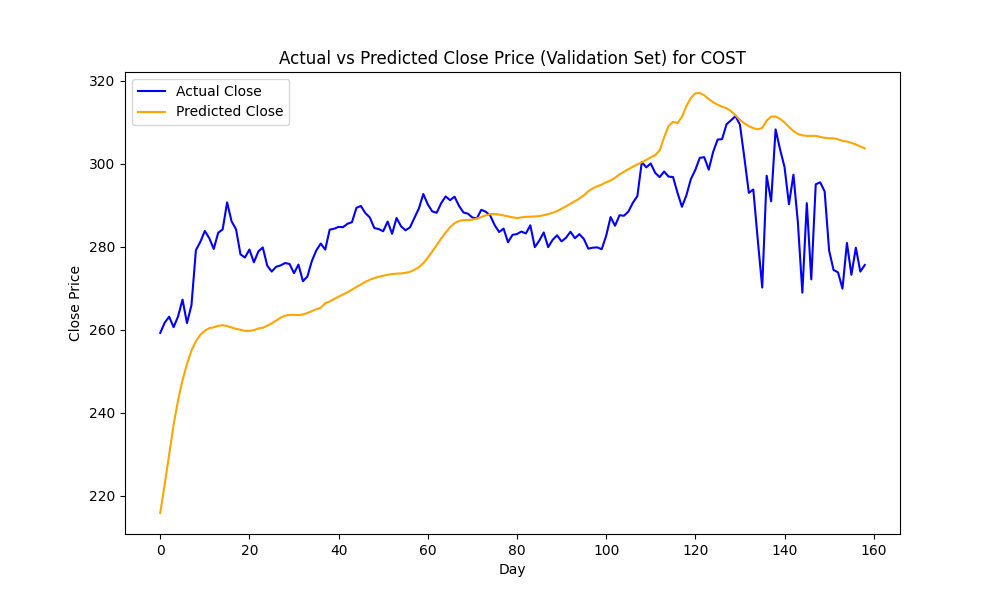 Actual vs Predicted Close Price (Validation Set) for COST
Actual Close
Predicted Close
320
300
280
260
240
220
Close Price
0 20 40 60 80 100 120 140 160
Day